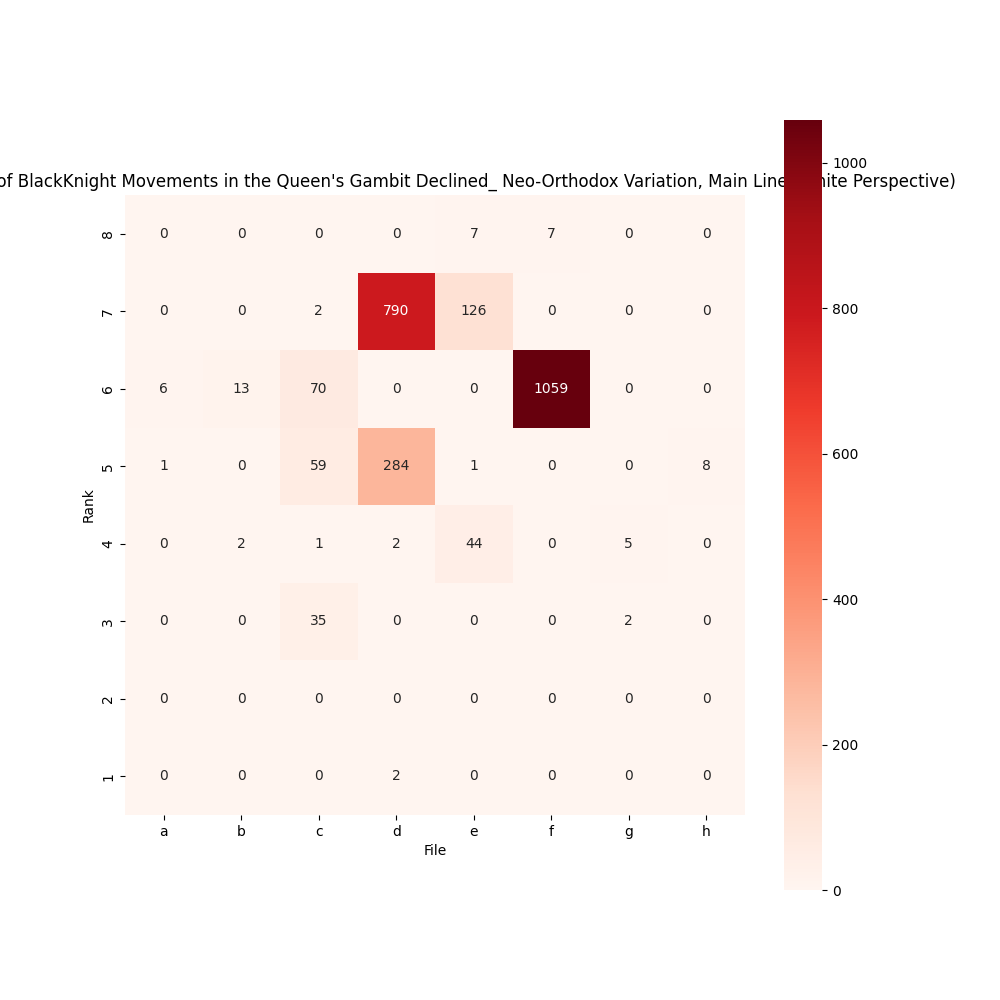 of BlackKnight Movements in the Queen's Gambit Declined_ Neo-Orthodox Variation, Main Line Perspective)
8 0 0 0 0 7 7 0 0
7 0 0 2 790 126 0 0 0
6 6 13 70 0 0 1059 0 0
5 1 0 59 284 1 0 0 8
4 0 2 1 2 44 0 5 0
3 0 0 35 0 0 0 2 0
2 0 0 0 0 0 0 0 0
1 0 0 0 2 0 0 0 0
a b c d e f g h
File
Rank
1000
800
600
400
200
0